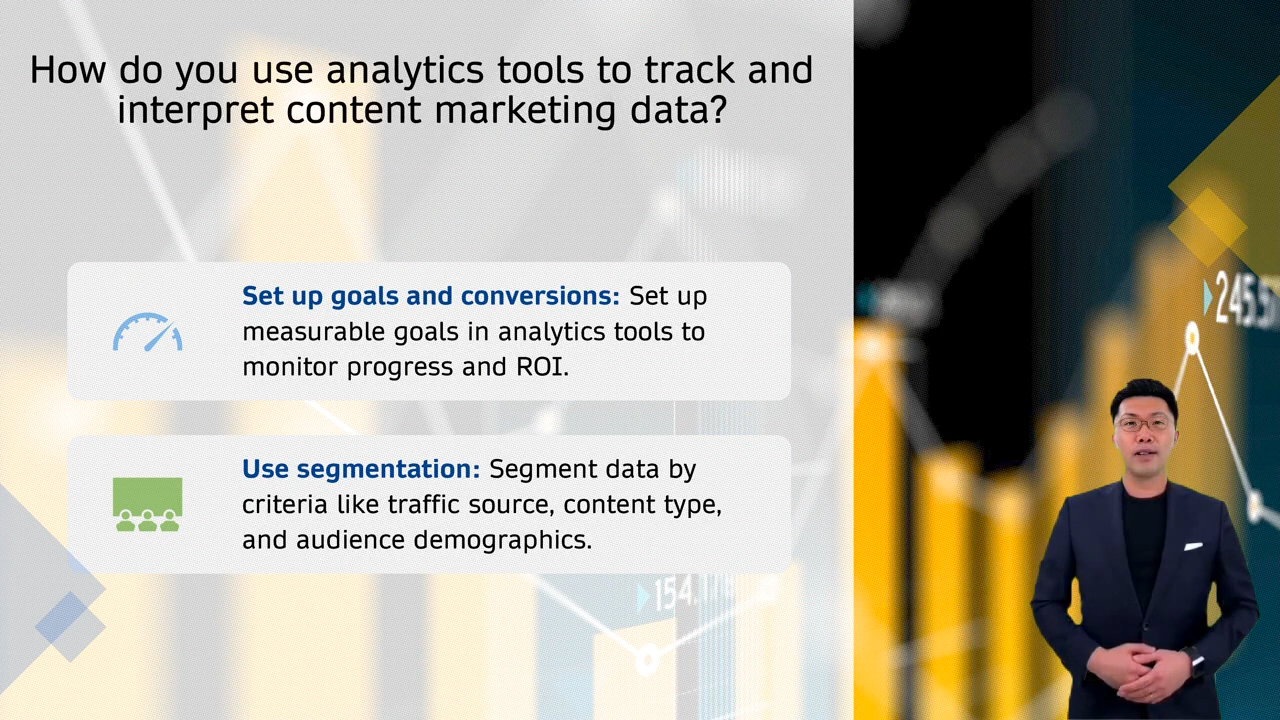 How do you use analytics tools to track and
interpret content marketing data?
Set up goals and conversions: Set up
measurable goals in analytics tools to
monitor progress and ROI.
Use segmentation: Segment data by
criteria like traffic source, content type,
and audience demographics.